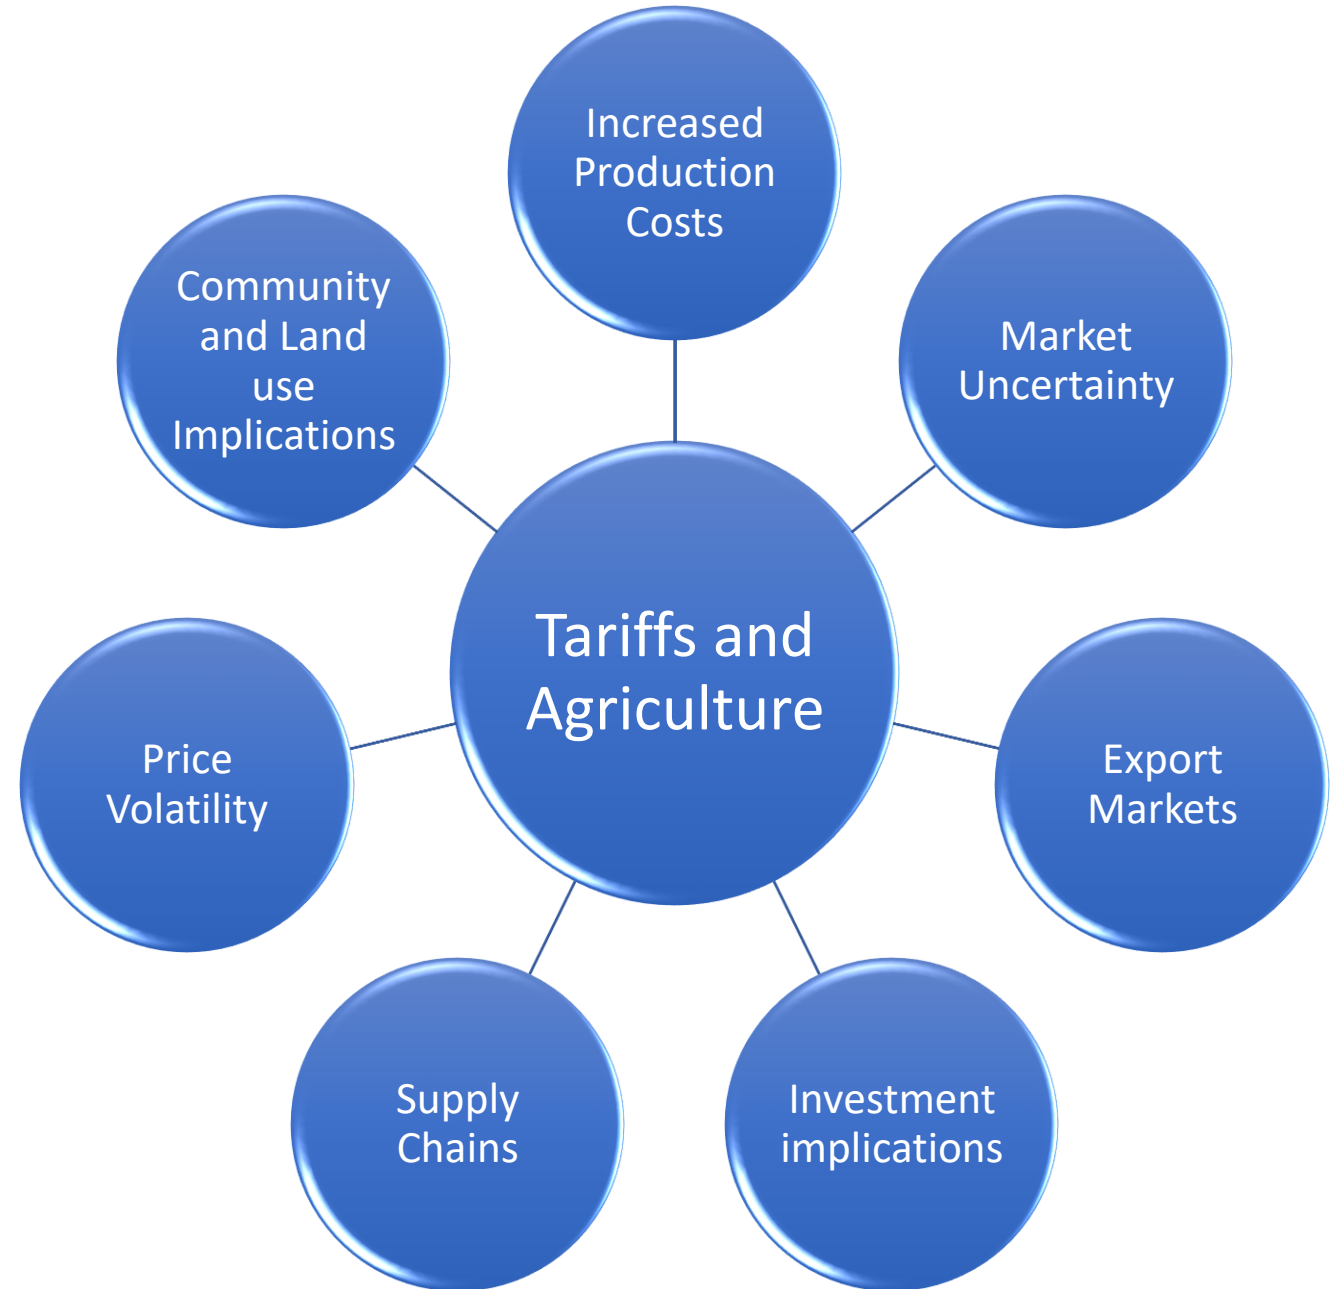 Increased
Production
Costs
Market
Uncertainty
Export
Markets
Investment
implications
Supply
Chains
Price
Volatility
Community
and Land
use
Implications
Tariffs and
Agriculture